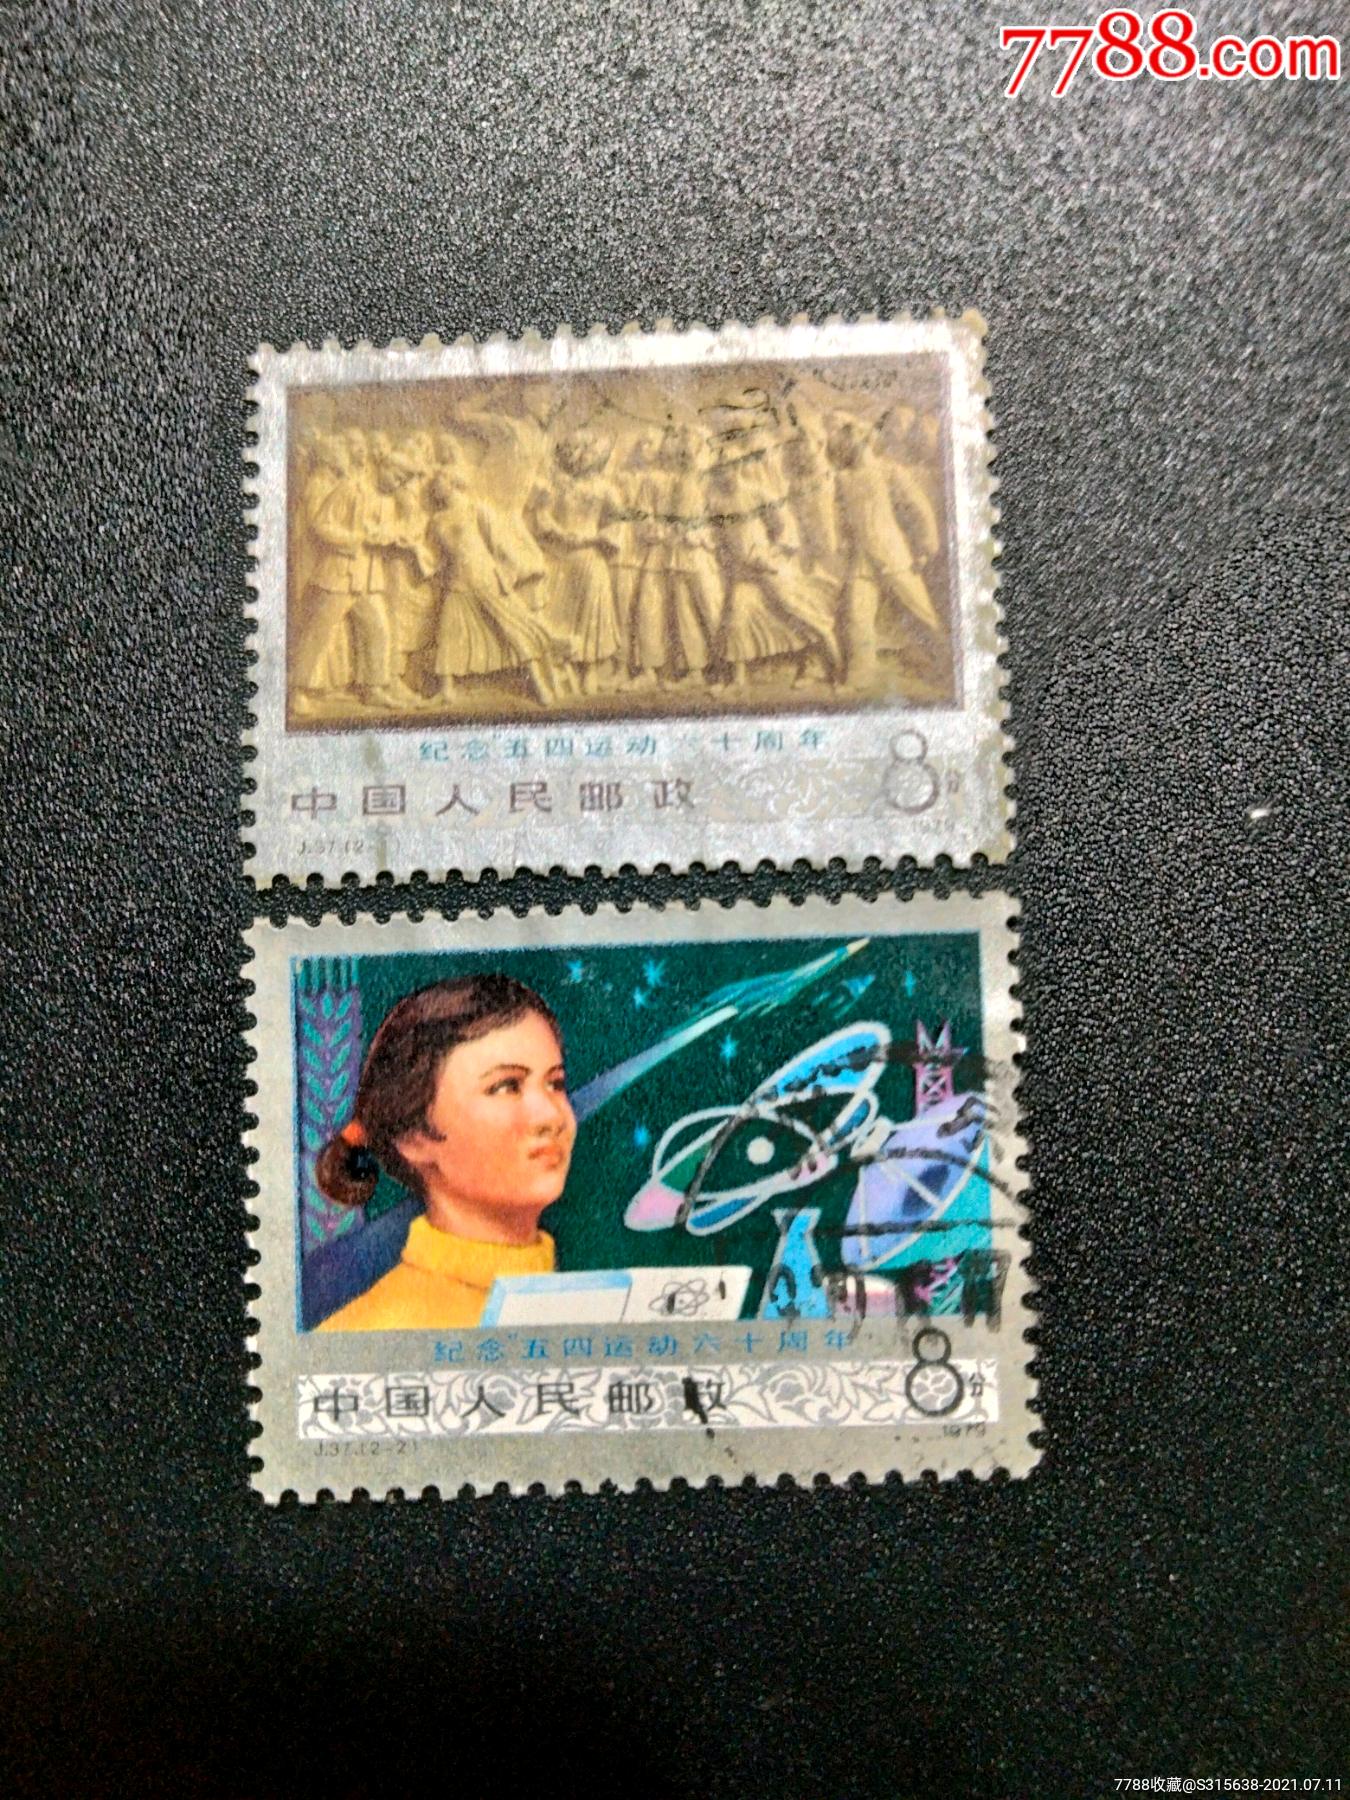 7788.com
纪念"五四"运动六十周年
中国人民邮政
8分
1979
J.37.(2-1)
纪念"五四运动六十周年"
中国人民邮政
8分
1979
J.37.(2-2)
7788收藏@S315638-2021.07.11